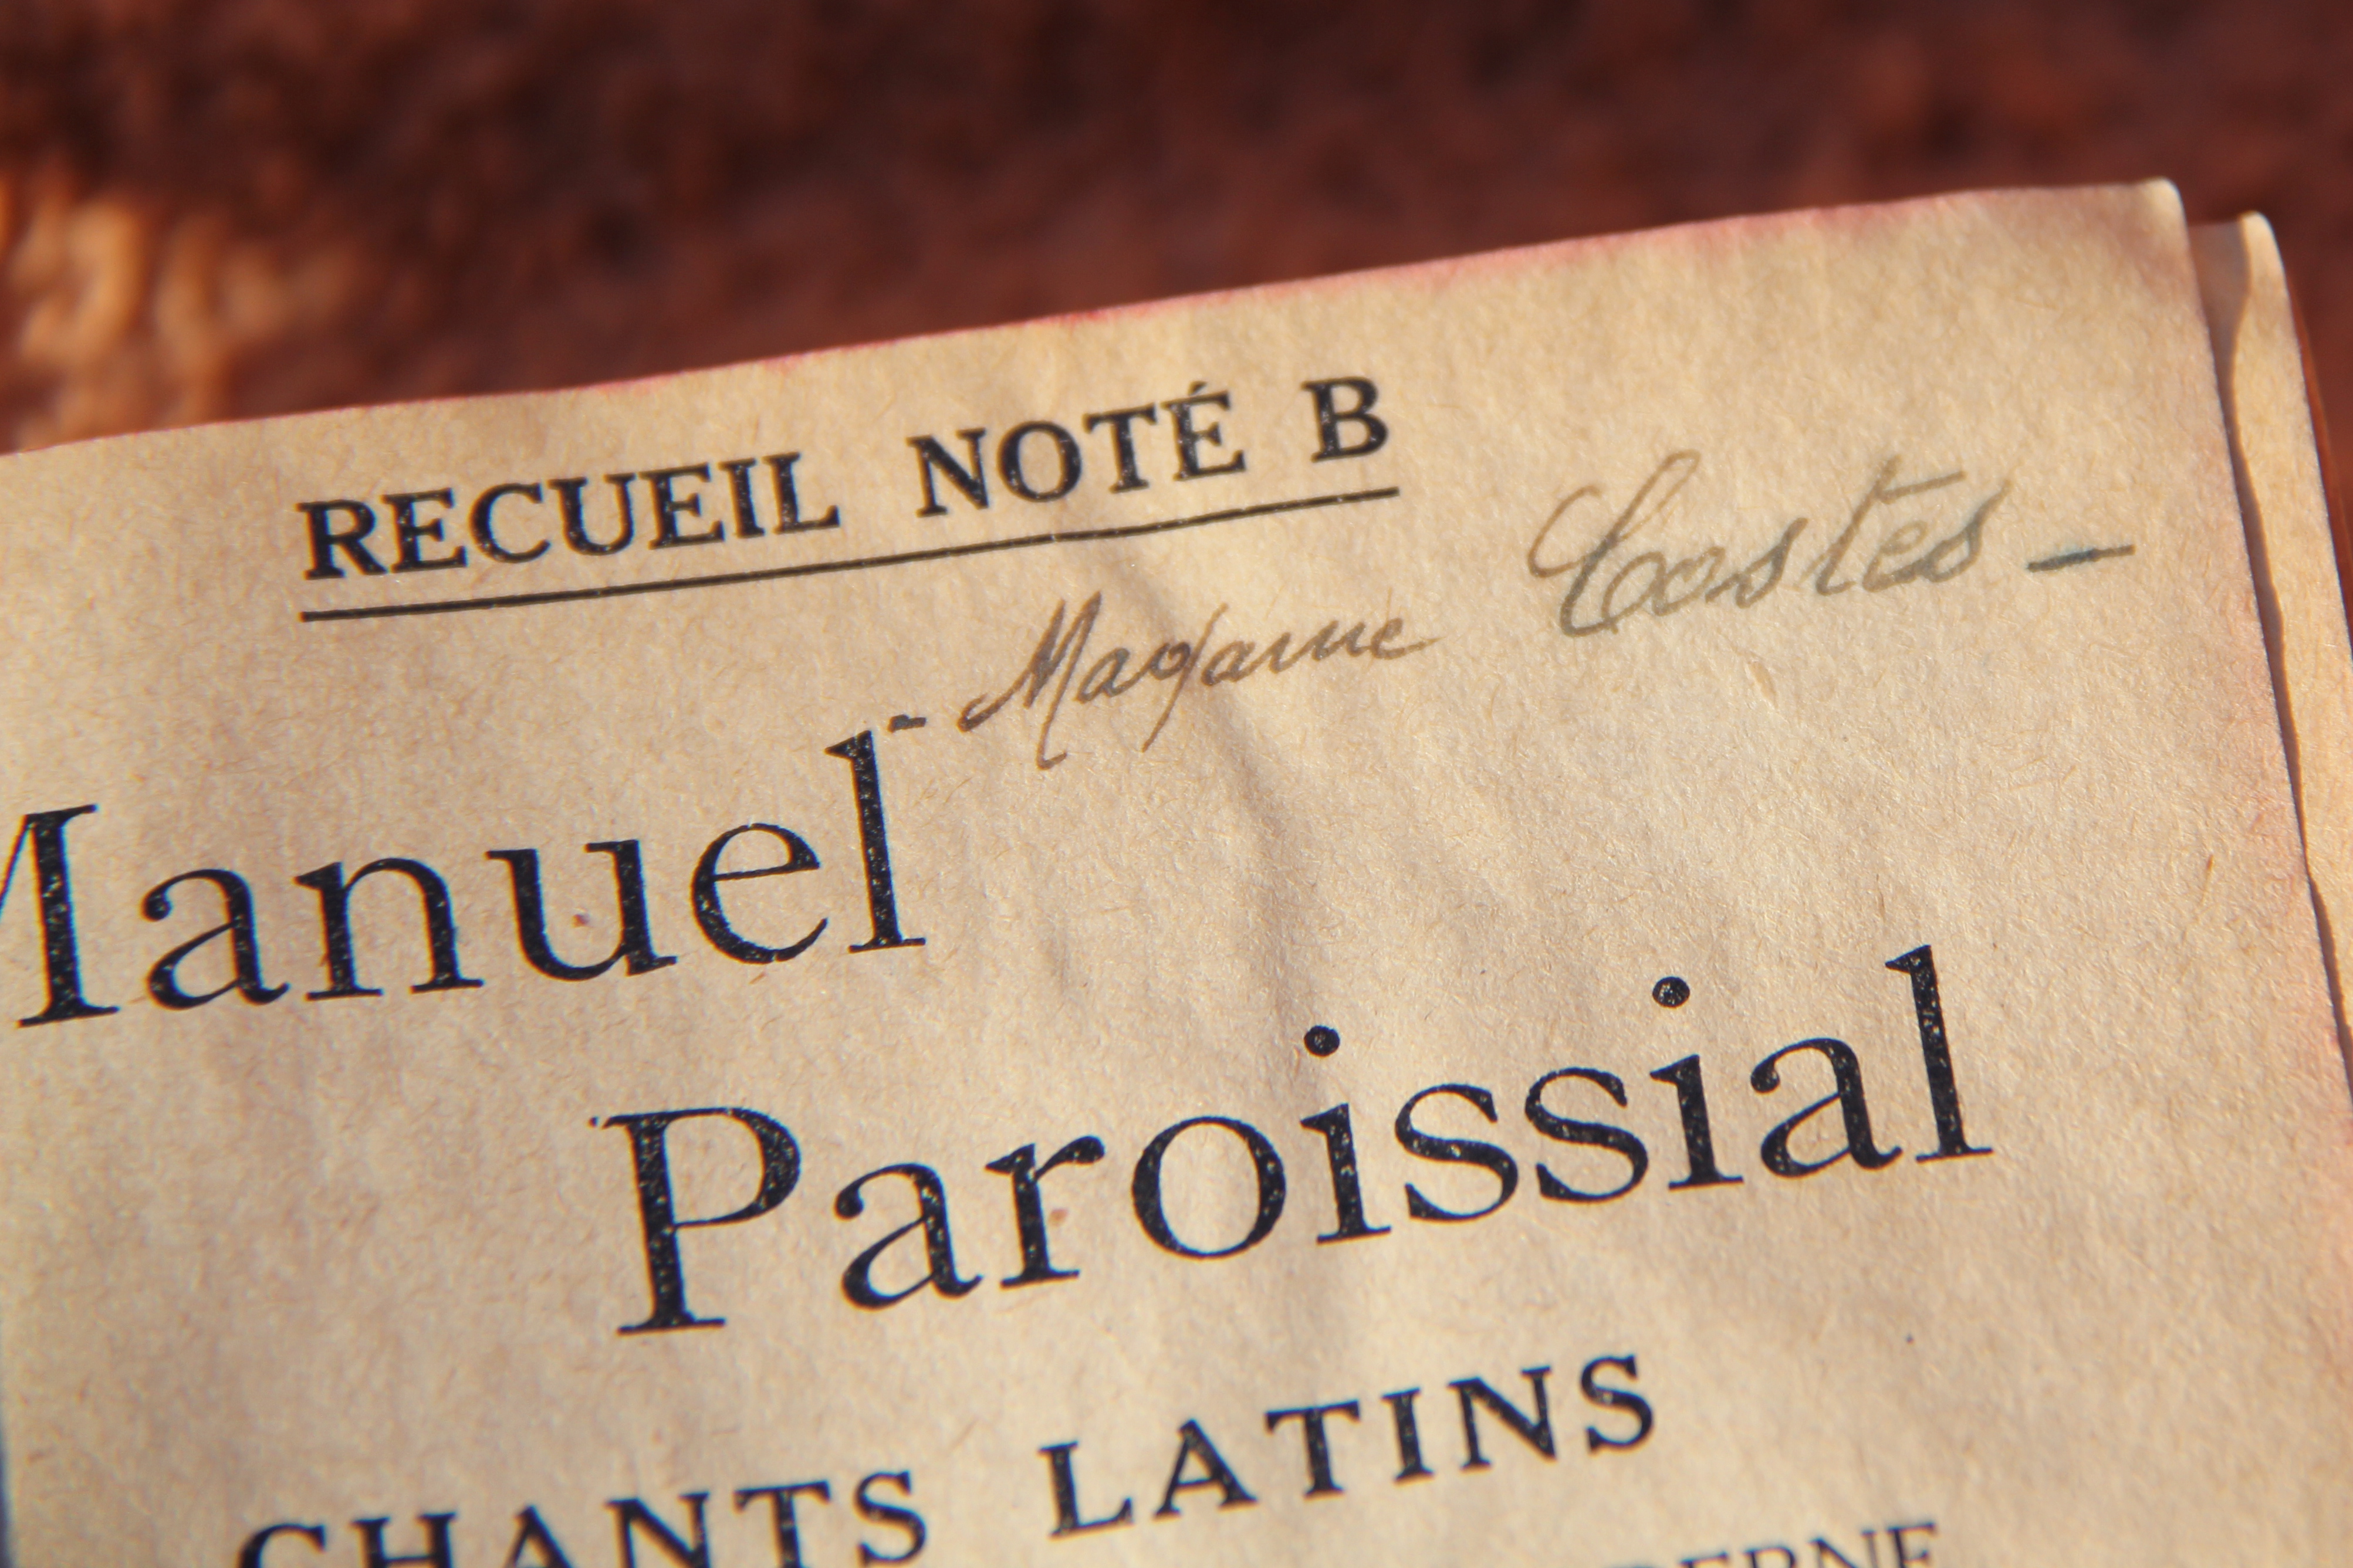 RECUEIL NOTÉ B
- Madame Costes -
Manuel
Paroissial
CHANTS LATINS